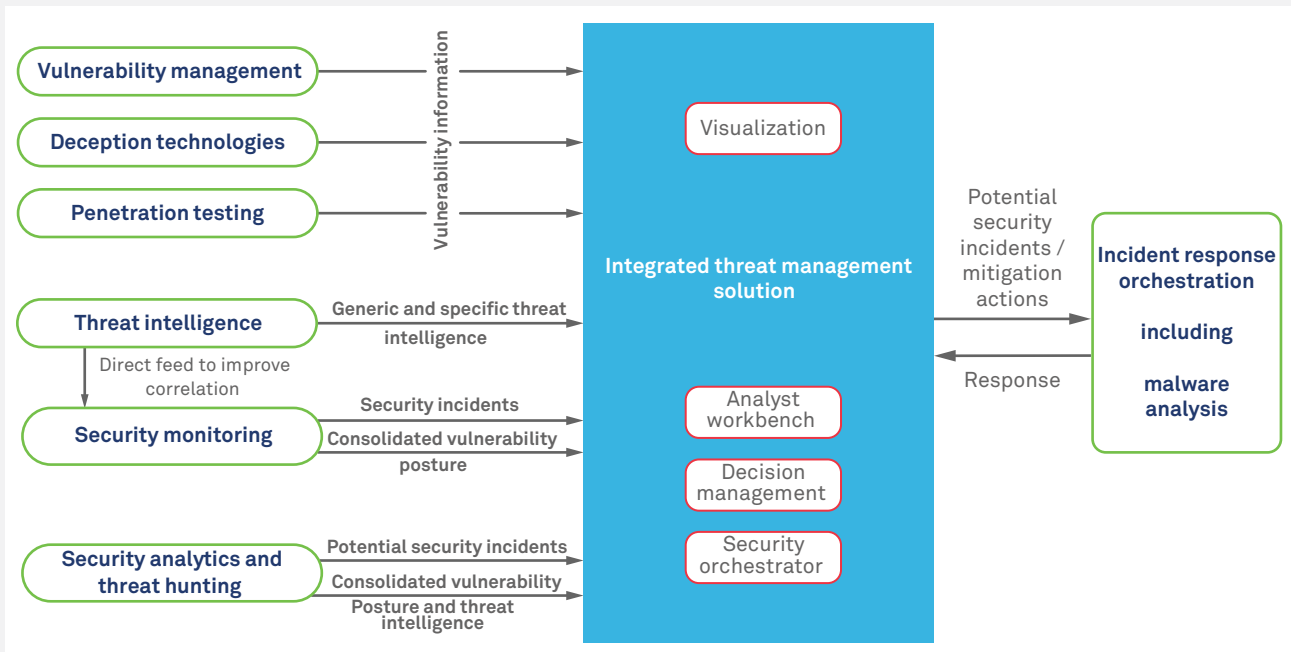 Vulnerability management
Deception technologies
Penetration testing
Vulnerability information
Threat intelligence
Generic and specific threat
intelligence
Direct feed to improve
correlation
Security monitoring
Security incidents
Consolidated vulnerability
posture
Security analytics and
threat hunting
Potential security incidents
Consolidated vulnerability
Posture and threat
intelligence
Visualization
Integrated threat management
solution
Analyst
workbench
Decision
management
Security
orchestrator
Potential
security
incidents /
mitigation
actions
Response
Incident response
orchestration
including
malware
analysis